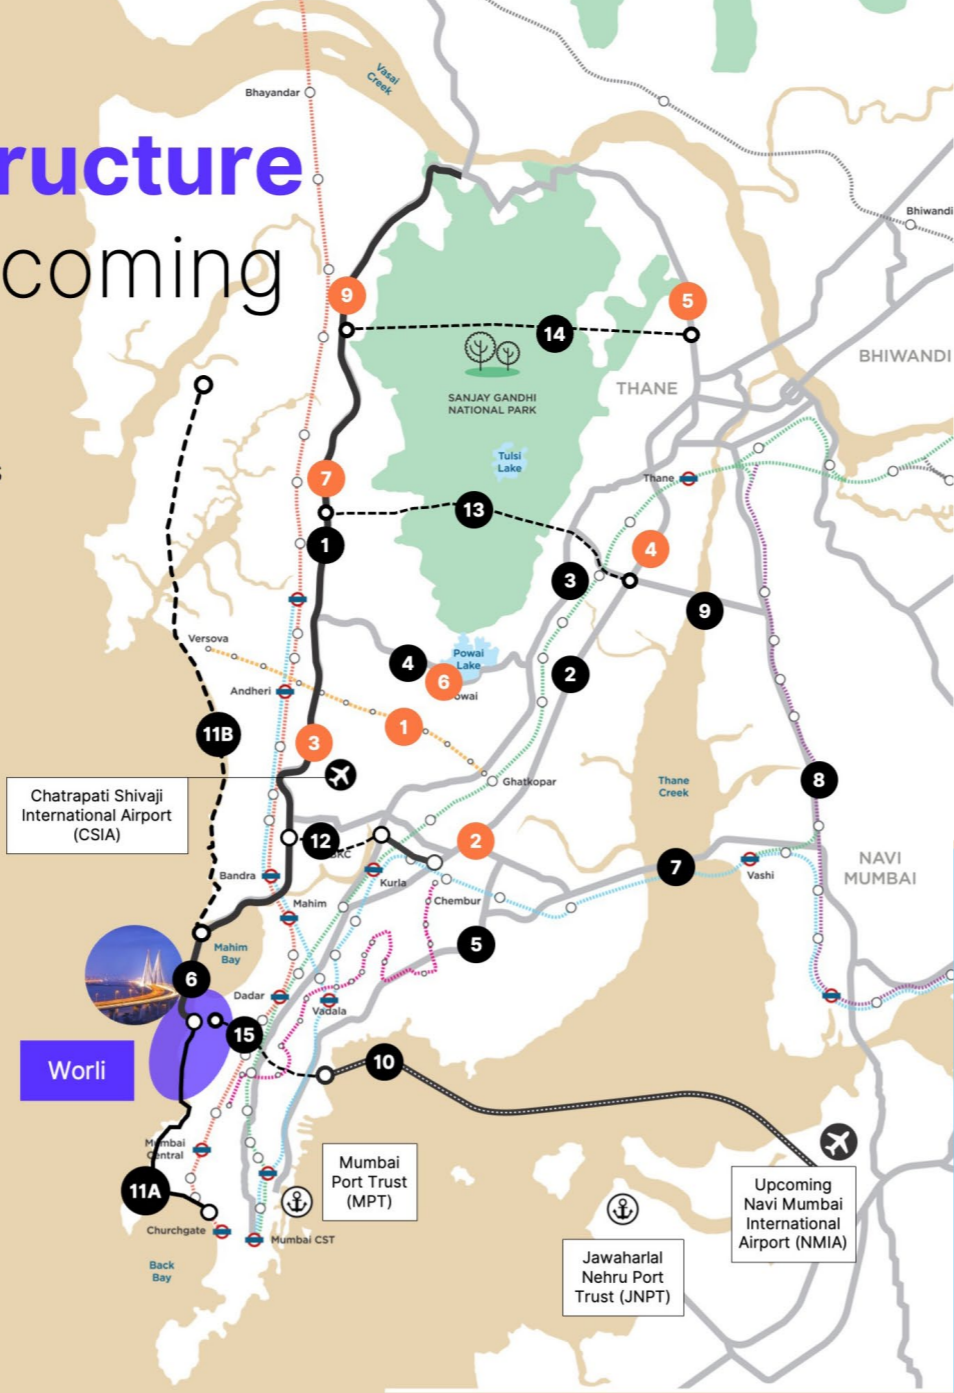 Vasai
Creek
Bhayandar
ructure
Bhiwandi
coming
9
5
14
BHIWANDI
THANE
SANJAY GANDHI
NATIONAL PARK
Tulsi
Lake
s
7
Thane
13
1
4
3
9
Versova
4
Powai
Lake
6
owai
2
Andheri
11B
1
3
Ghatkopar
8
Chatrapati Shivaji
International Airport
(CSIA)
Thane
Creek
12
BKC
2
NAVI
MUMBAI
7
Vashi
Bandra
Kurla
Mahim
Chembur
5
Mahim
Bay
6
Dadar
Vadala
15
10
Worli
Mumbai
Central
Mumbai
Port Trust
(MPT)
11A
Churchgate
Mumbai CST
Back
Bay
Upcoming
Navi Mumbai
International
Airport (NMIA)
Jawaharlal
Nehru Port
Trust (JNPT)